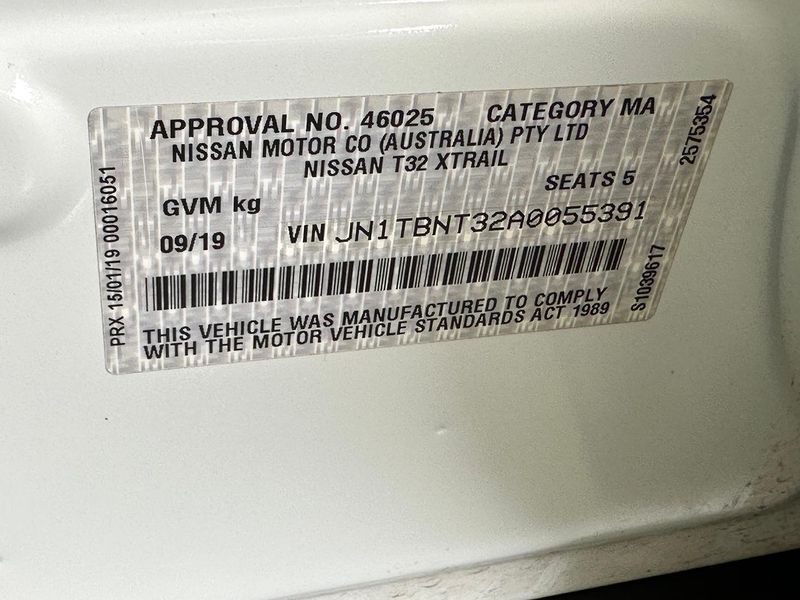 APPROVAL NO. 46025 CATEGORY MA
NISSAN MOTOR CO (AUSTRALIA) PTY LTD
NISSAN T32 XTRAIL
SEATS 5
GVM kg
09/19 VIN JN1TBNT32A0055391
THIS VEHICLE WAS MANUFACTURED TO COMPLY
WITH THE MOTOR VEHICLE STANDARDS ACT 1989
PRX 15/01/19 00016051
2575354
S1039617